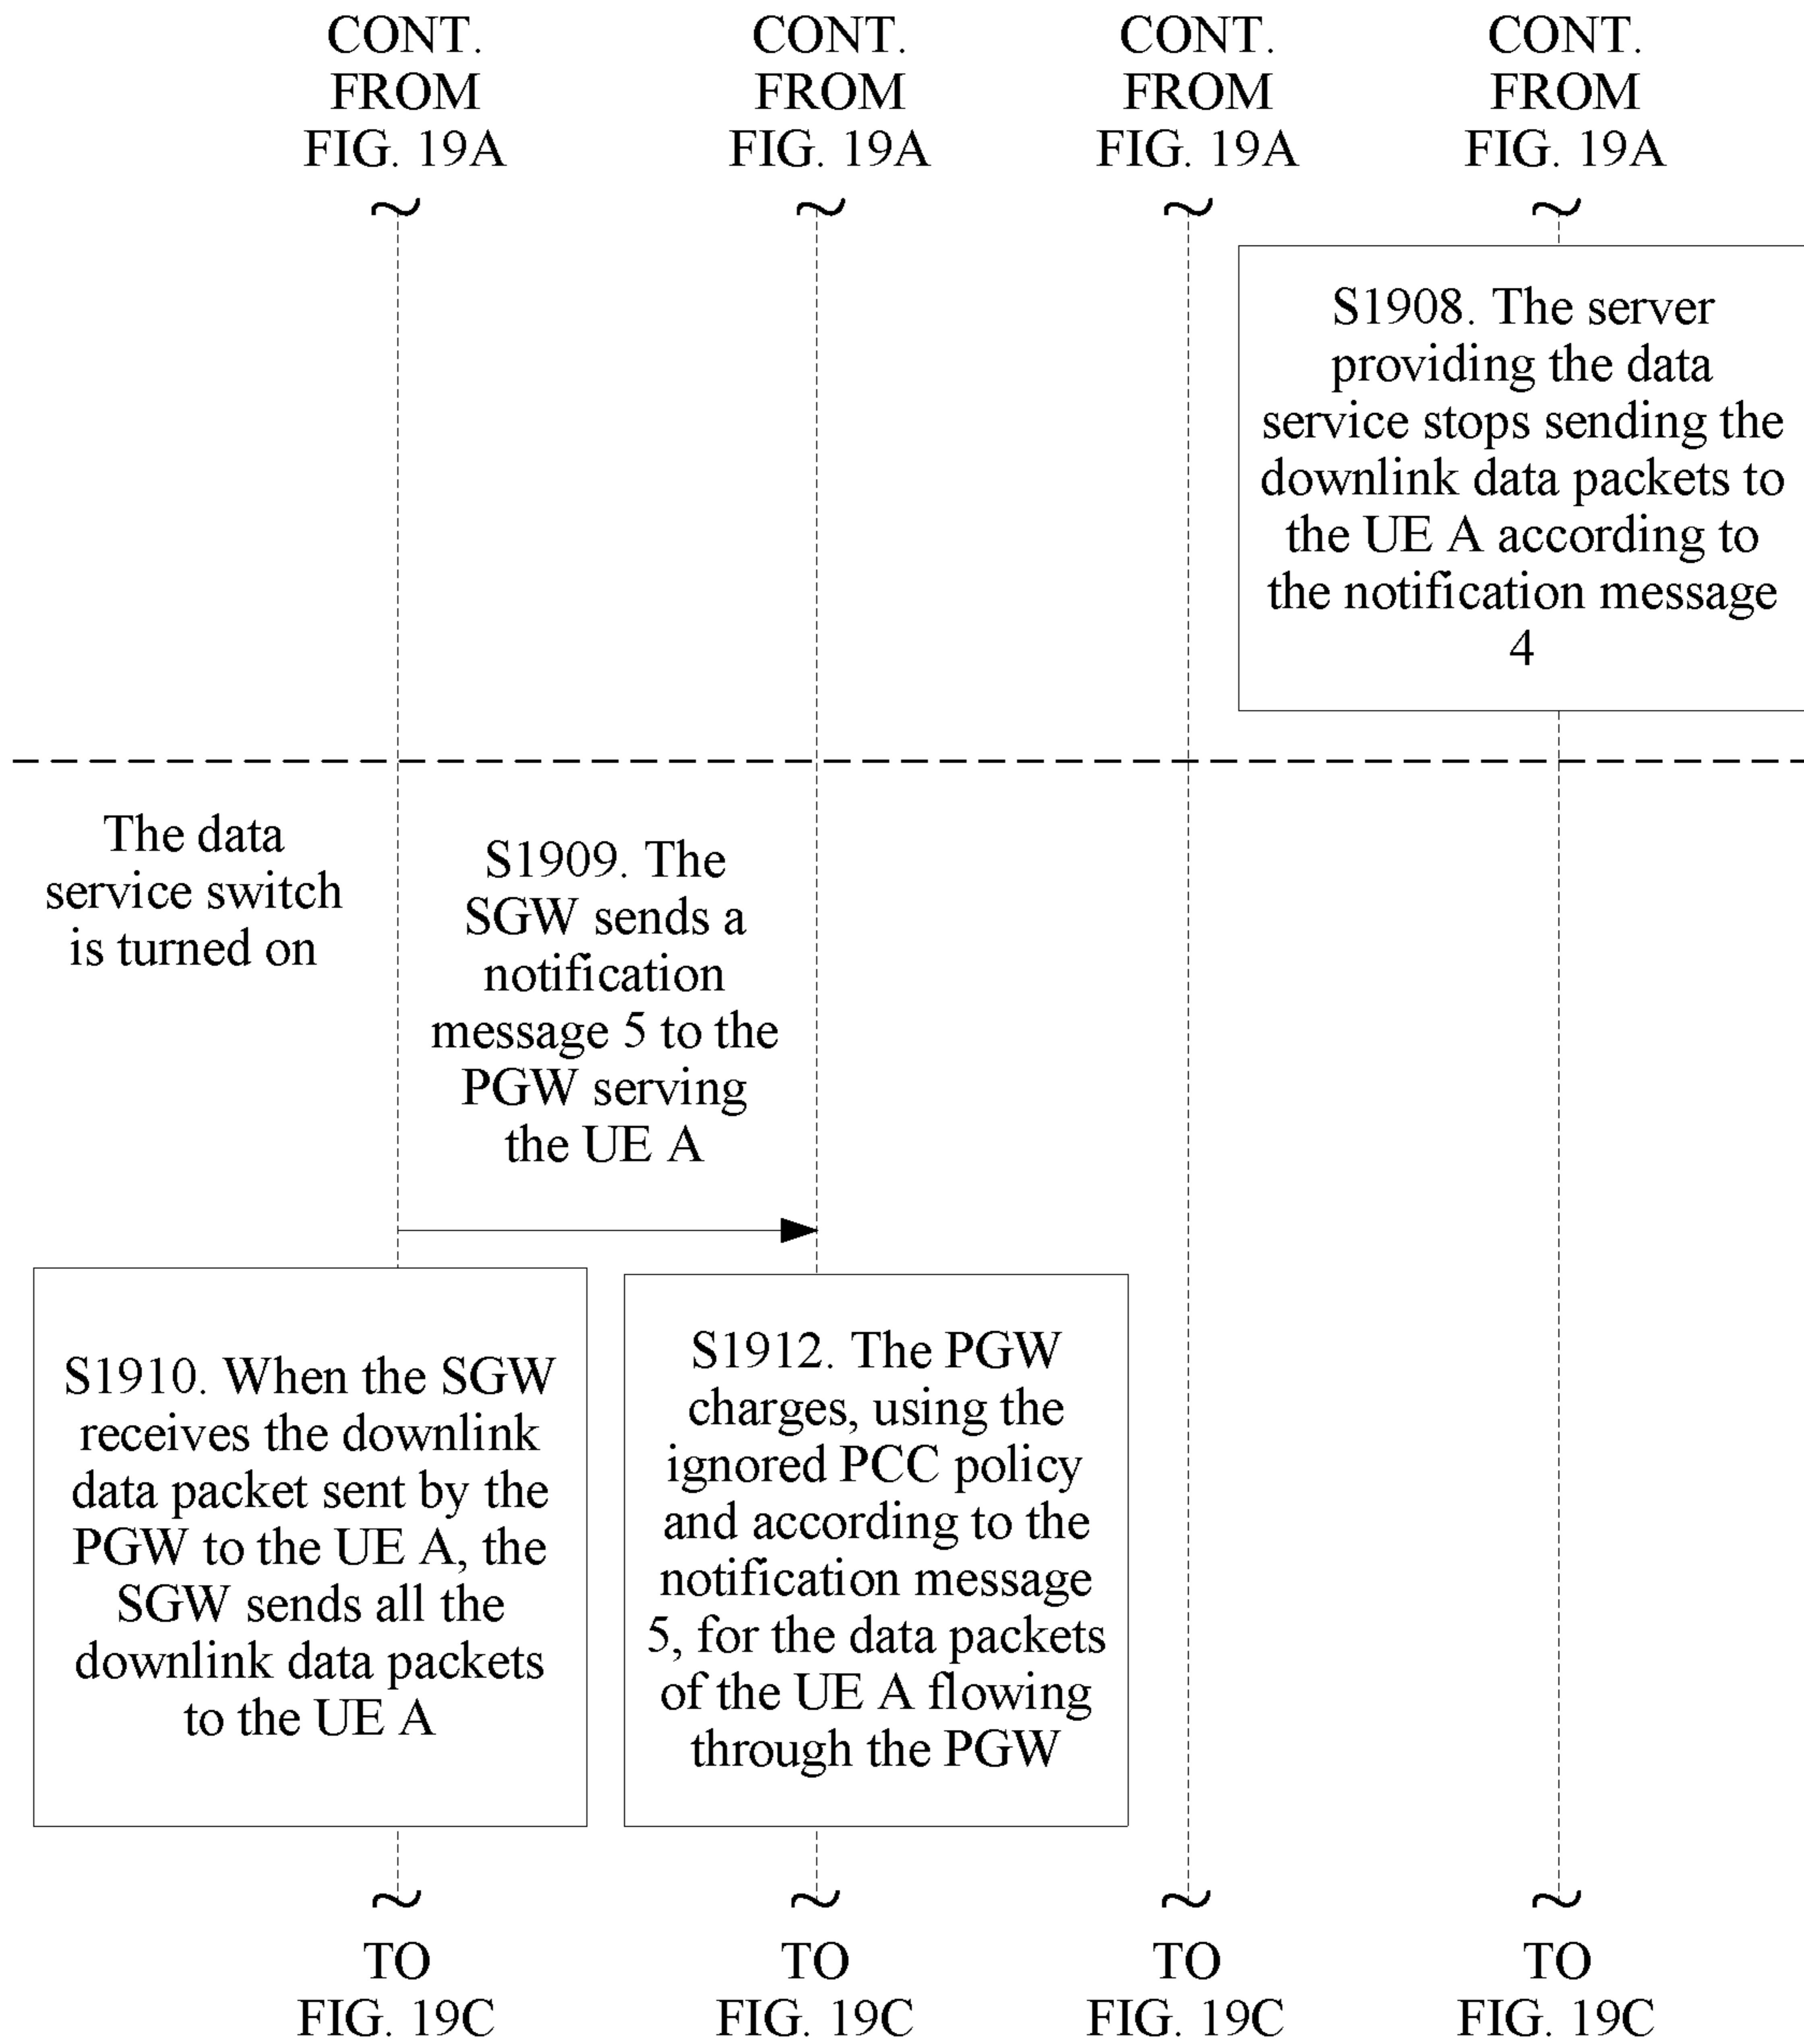 CONT.
FROM
FIG. 19A
CONT.
FROM
FIG. 19A
CONT.
FROM
FIG. 19A
CONT.
FROM
FIG. 19A
S1908. The server
providing the data
service stops sending the
downlink data packets to
the UE A according to
the notification message
4
The data
service switch
is turned on
S1909. The
SGW sends a
notification
message 5 to the
PGW serving
the UE A
S1910. When the SGW
receives the downlink
data packet sent by the
PGW to the UE A, the
SGW sends all the
downlink data packets
to the UE A
S1912. The PGW
charges, using the
ignored PCC policy
and according to the
notification message
5, for the data packets
of the UE A flowing
through the PGW
TO
FIG. 19C
TO
FIG. 19C
TO
FIG. 19C
TO
FIG. 19C